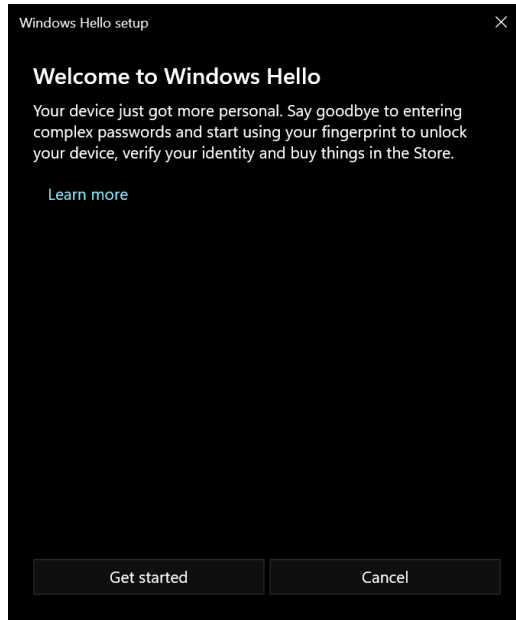 Windows Hello setup
Welcome to Windows Hello
Your device just got more personal. Say goodbye to entering
complex passwords and start using your fingerprint to unlock
your device, verify your identity and buy things in the Store.
Learn more
Get started
Cancel